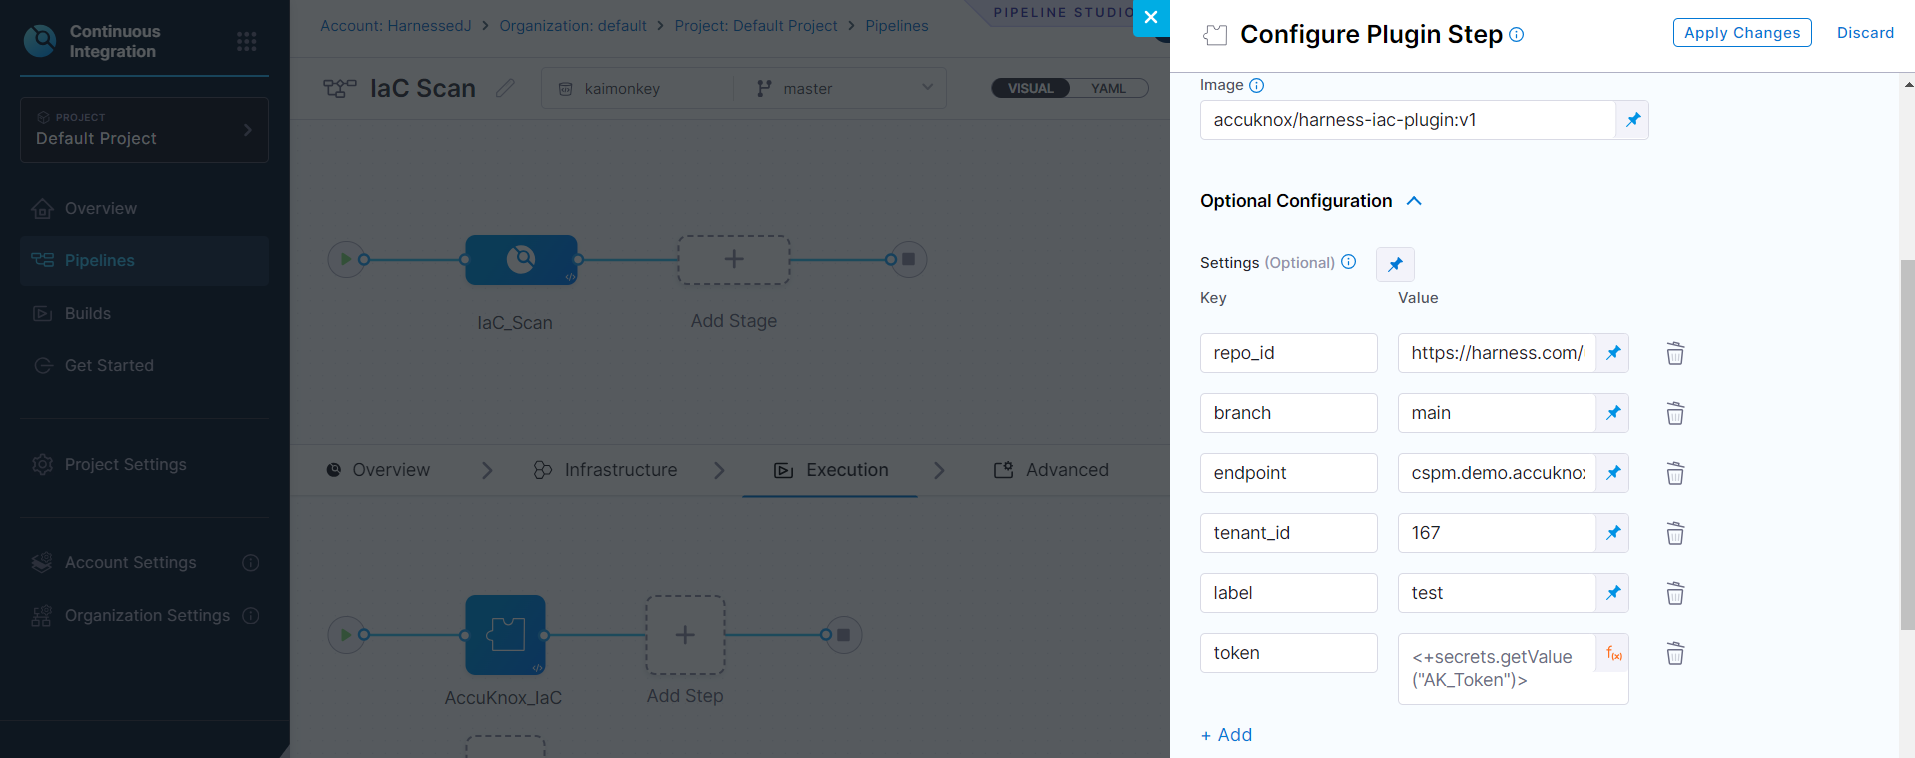 Continuous
Integration
PROJECT
Default Project
Overview
Pipelines
Builds
Get Started
Project Settings
Account Settings
Organization Settings
Account: HarnessedJ > Organization: default > Project: Default Project > Pipelines
PIPELINE STUDIO
IaC Scan
kaimonkey
master
VISUAL
YAML
IaC_Scan
Add Stage
Overview
Infrastructure
Execution
Advanced
AccuKnox_IaC
Add Step
Configure Plugin Step
Apply Changes
Discard
Image
accuknox/harness-iac-plugin:v1
Optional Configuration
Settings (Optional)
Key Value
repo_id https://harness.com/
branch main
endpoint cspm.demo.accuknox
tenant_id 167
label test
token <+secrets.getValue
("AK_Token")>
f(x)
+ Add